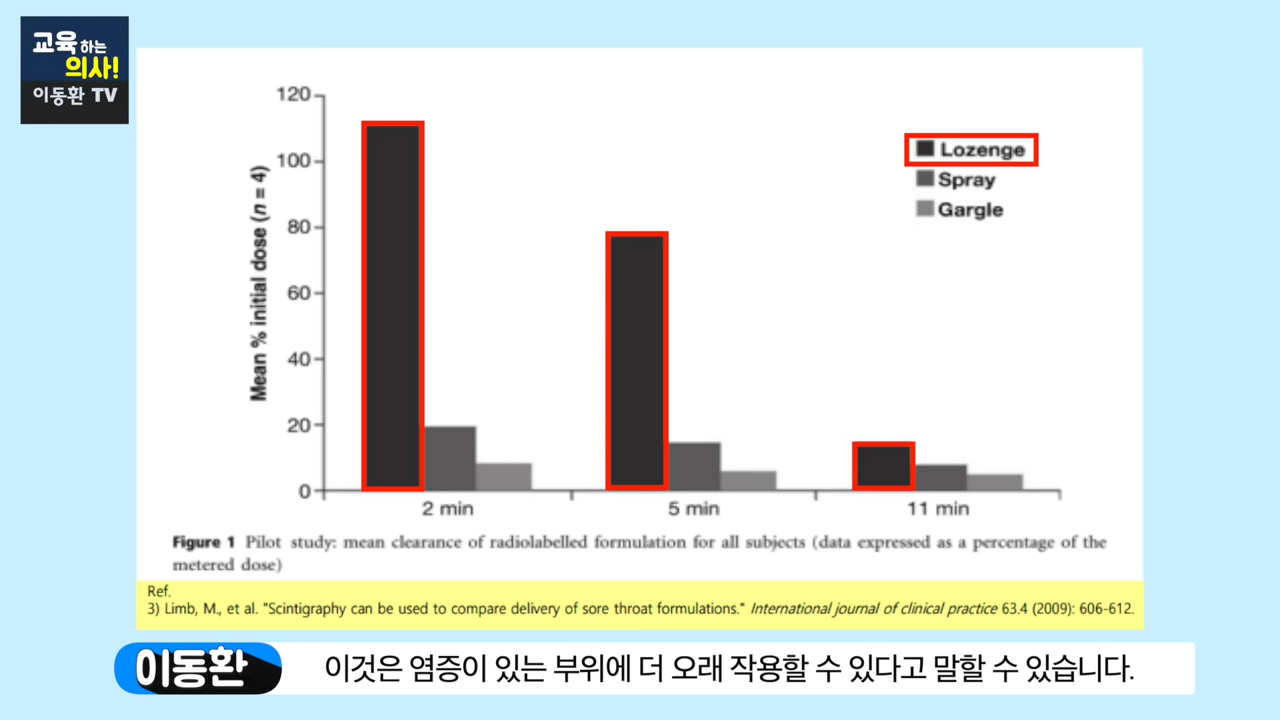 교육하는
의사!
이동환 TV
120
100
80
60
40
20
0
Mean % initial dose (n = 4)
Lozenge
Spray
Gargle
2 min
5 min
11 min
Figure 1 Pilot study: mean clearance of radiolabelled formulation for all subjects (data expressed as a percentage of the
metered dose)
Ref.
3) Limb, M., et al. "Scintigraphy can be used to compare delivery of sore throat formulations." International journal of clinical practice 63.4 (2009): 606-612.
이동환
이것은 염증이 있는 부위에 더 오래 작용할 수 있다고 말할 수 있습니다.